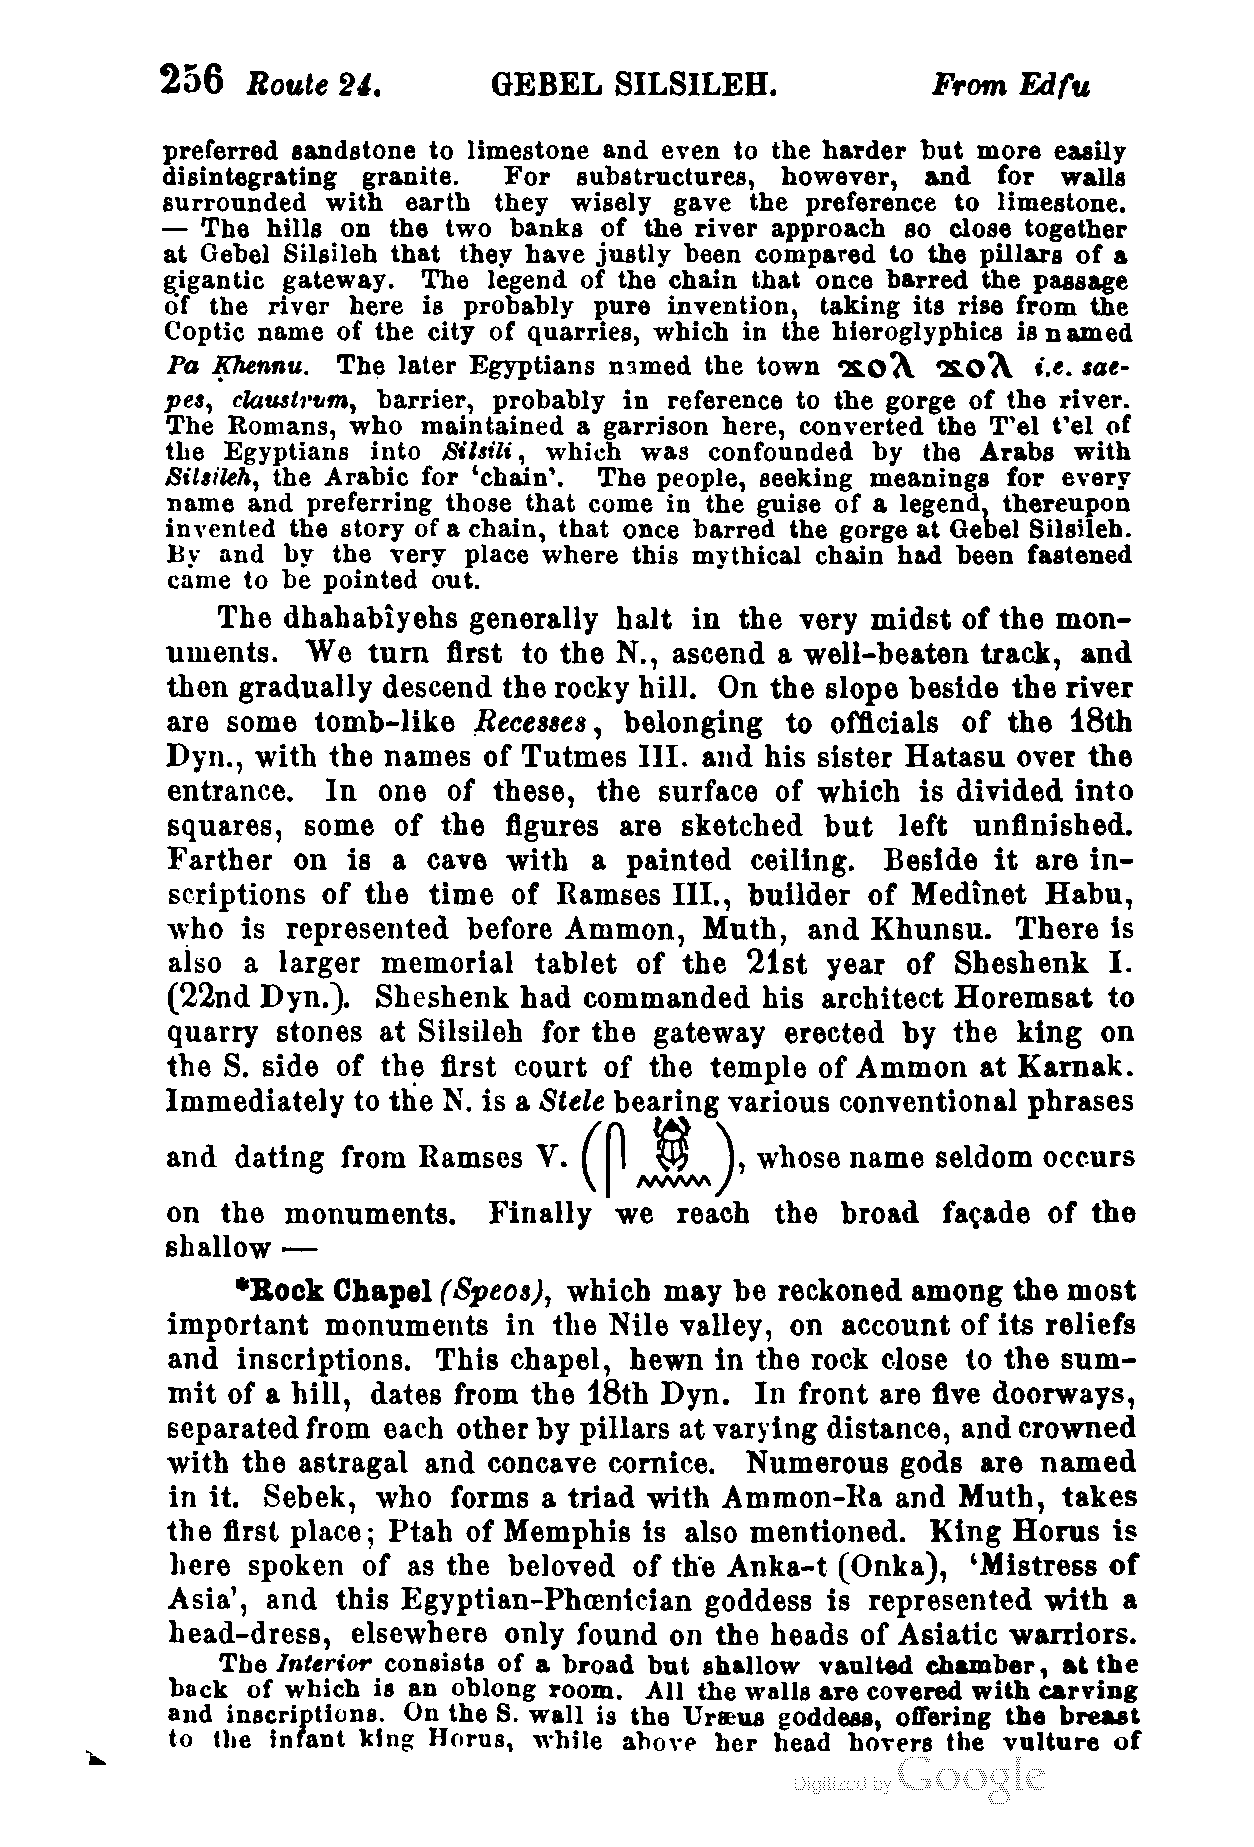 256 Route 24. GEBEL SILSILEH. From Edfu
preferred sandstone to limestone and even to the harder but more easily
disintegrating granite. For substructures, however, and for walls
surrounded with earth they wisely gave the preference to limestone.
— The hills on the two banks of the river approach so close together
at Gebel Silsileh that they have justly been compared to the pillars of a
gigantic gateway. The legend of the chain that once barred the passage
of the river here is probably pure invention, taking its rise from the
Coptic name of the city of quarries, which in the hieroglyphics is named
Pa Khennu. The later Egyptians named the town ϫⲟⲗ ϫⲟⲗ i.e. sae-
pes, claustrum, barrier, probably in reference to the gorge of the river.
The Romans, who maintained a garrison here, converted the T'el t'el of
the Egyptians into Silsili, which was confounded by the Arabs with
Silsileh, the Arabic for 'chain'. The people, seeking meanings for every
name and preferring those that come in the guise of a legend, thereupon
invented the story of a chain, that once barred the gorge at Gebel Silsileh.
By and by the very place where this mythical chain had been fastened
came to be pointed out.
The dhahabîyehs generally halt in the very midst of the mon-
uments. We turn first to the N., ascend a well-beaten track, and
then gradually descend the rocky hill. On the slope beside the river
are some tomb-like Recesses, belonging to officials of the 18th
Dyn., with the names of Tutmes III. and his sister Hatasu over the
entrance. In one of these, the surface of which is divided into
squares, some of the figures are sketched but left unfinished.
Farther on is a cave with a painted ceiling. Beside it are in-
scriptions of the time of Ramses III., builder of Medînet Habu,
who is represented before Ammon, Muth, and Khunsu. There is
also a larger memorial tablet of the 21st year of Sheshenk I.
(22nd Dyn.). Sheshenk had commanded his architect Horemsat to
quarry stones at Silsileh for the gateway erected by the king on
the S. side of the first court of the temple of Ammon at Karnak.
Immediately to the N. is a Stele bearing various conventional phrases
and dating from Ramses V. (𓋴 𓆣 𓈖), whose name seldom occurs
on the monuments. Finally we reach the broad façade of the
shallow —
*Rock Chapel (Speos), which may be reckoned among the most
important monuments in the Nile valley, on account of its reliefs
and inscriptions. This chapel, hewn in the rock close to the sum-
mit of a hill, dates from the 18th Dyn. In front are five doorways,
separated from each other by pillars at varying distance, and crowned
with the astragal and concave cornice. Numerous gods are named
in it. Sebek, who forms a triad with Ammon-Ra and Muth, takes
the first place; Ptah of Memphis is also mentioned. King Horus is
here spoken of as the beloved of the Anka-t (Onka), 'Mistress of
Asia', and this Egyptian-Phœnician goddess is represented with a
head-dress, elsewhere only found on the heads of Asiatic warriors.
The Interior consists of a broad but shallow vaulted chamber, at the
back of which is an oblong room. All the walls are covered with carving
and inscriptions. On the S. wall is the Uræus goddess, offering the breast
to the infant king Horus, while above her head hovers the vulture of
Digitized by Google